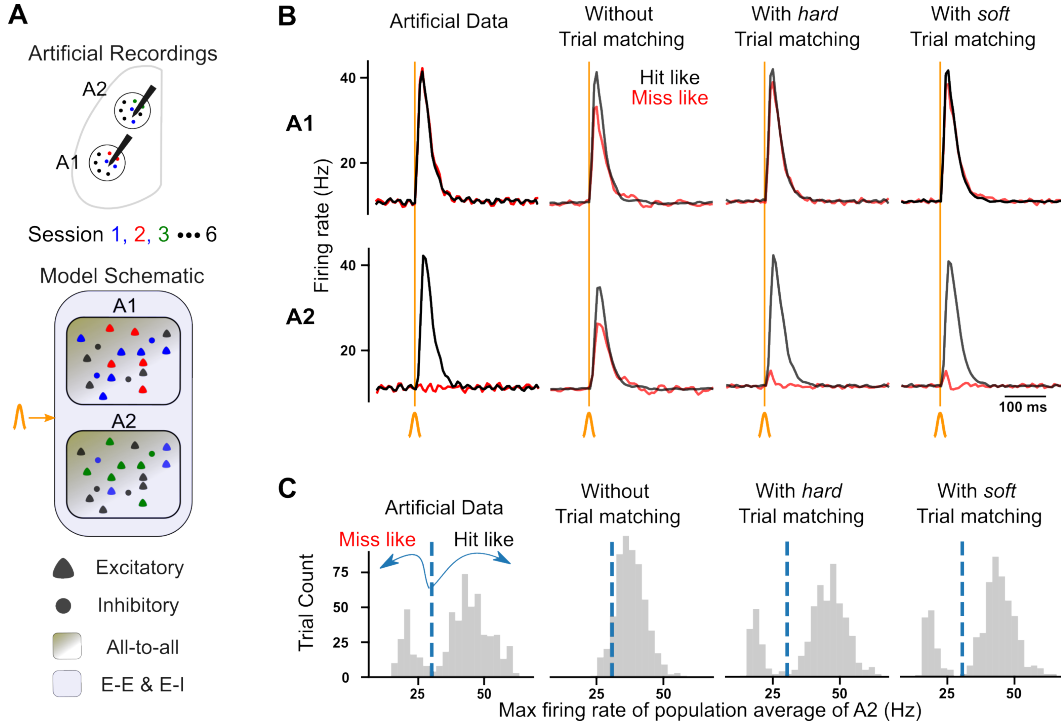 A
Artificial Recordings
A2
A1
Session 1, 2, 3 ••• 6
Model Schematic
A1
A2
Excitatory
Inhibitory
All-to-all
E-E & E-I
B
Artificial Data
Without
Trial matching
With hard
Trial matching
With soft
Trial matching
Firing rate (Hz)
A1
40
20
Hit like
Miss like
A2
40
20
100 ms
C
Artificial Data
Without
Trial matching
With hard
Trial matching
With soft
Trial matching
Miss like
Hit like
Trial Count
75
50
25
0
25 50
25 50
25 50
25 50
Max firing rate of population average of A2 (Hz)